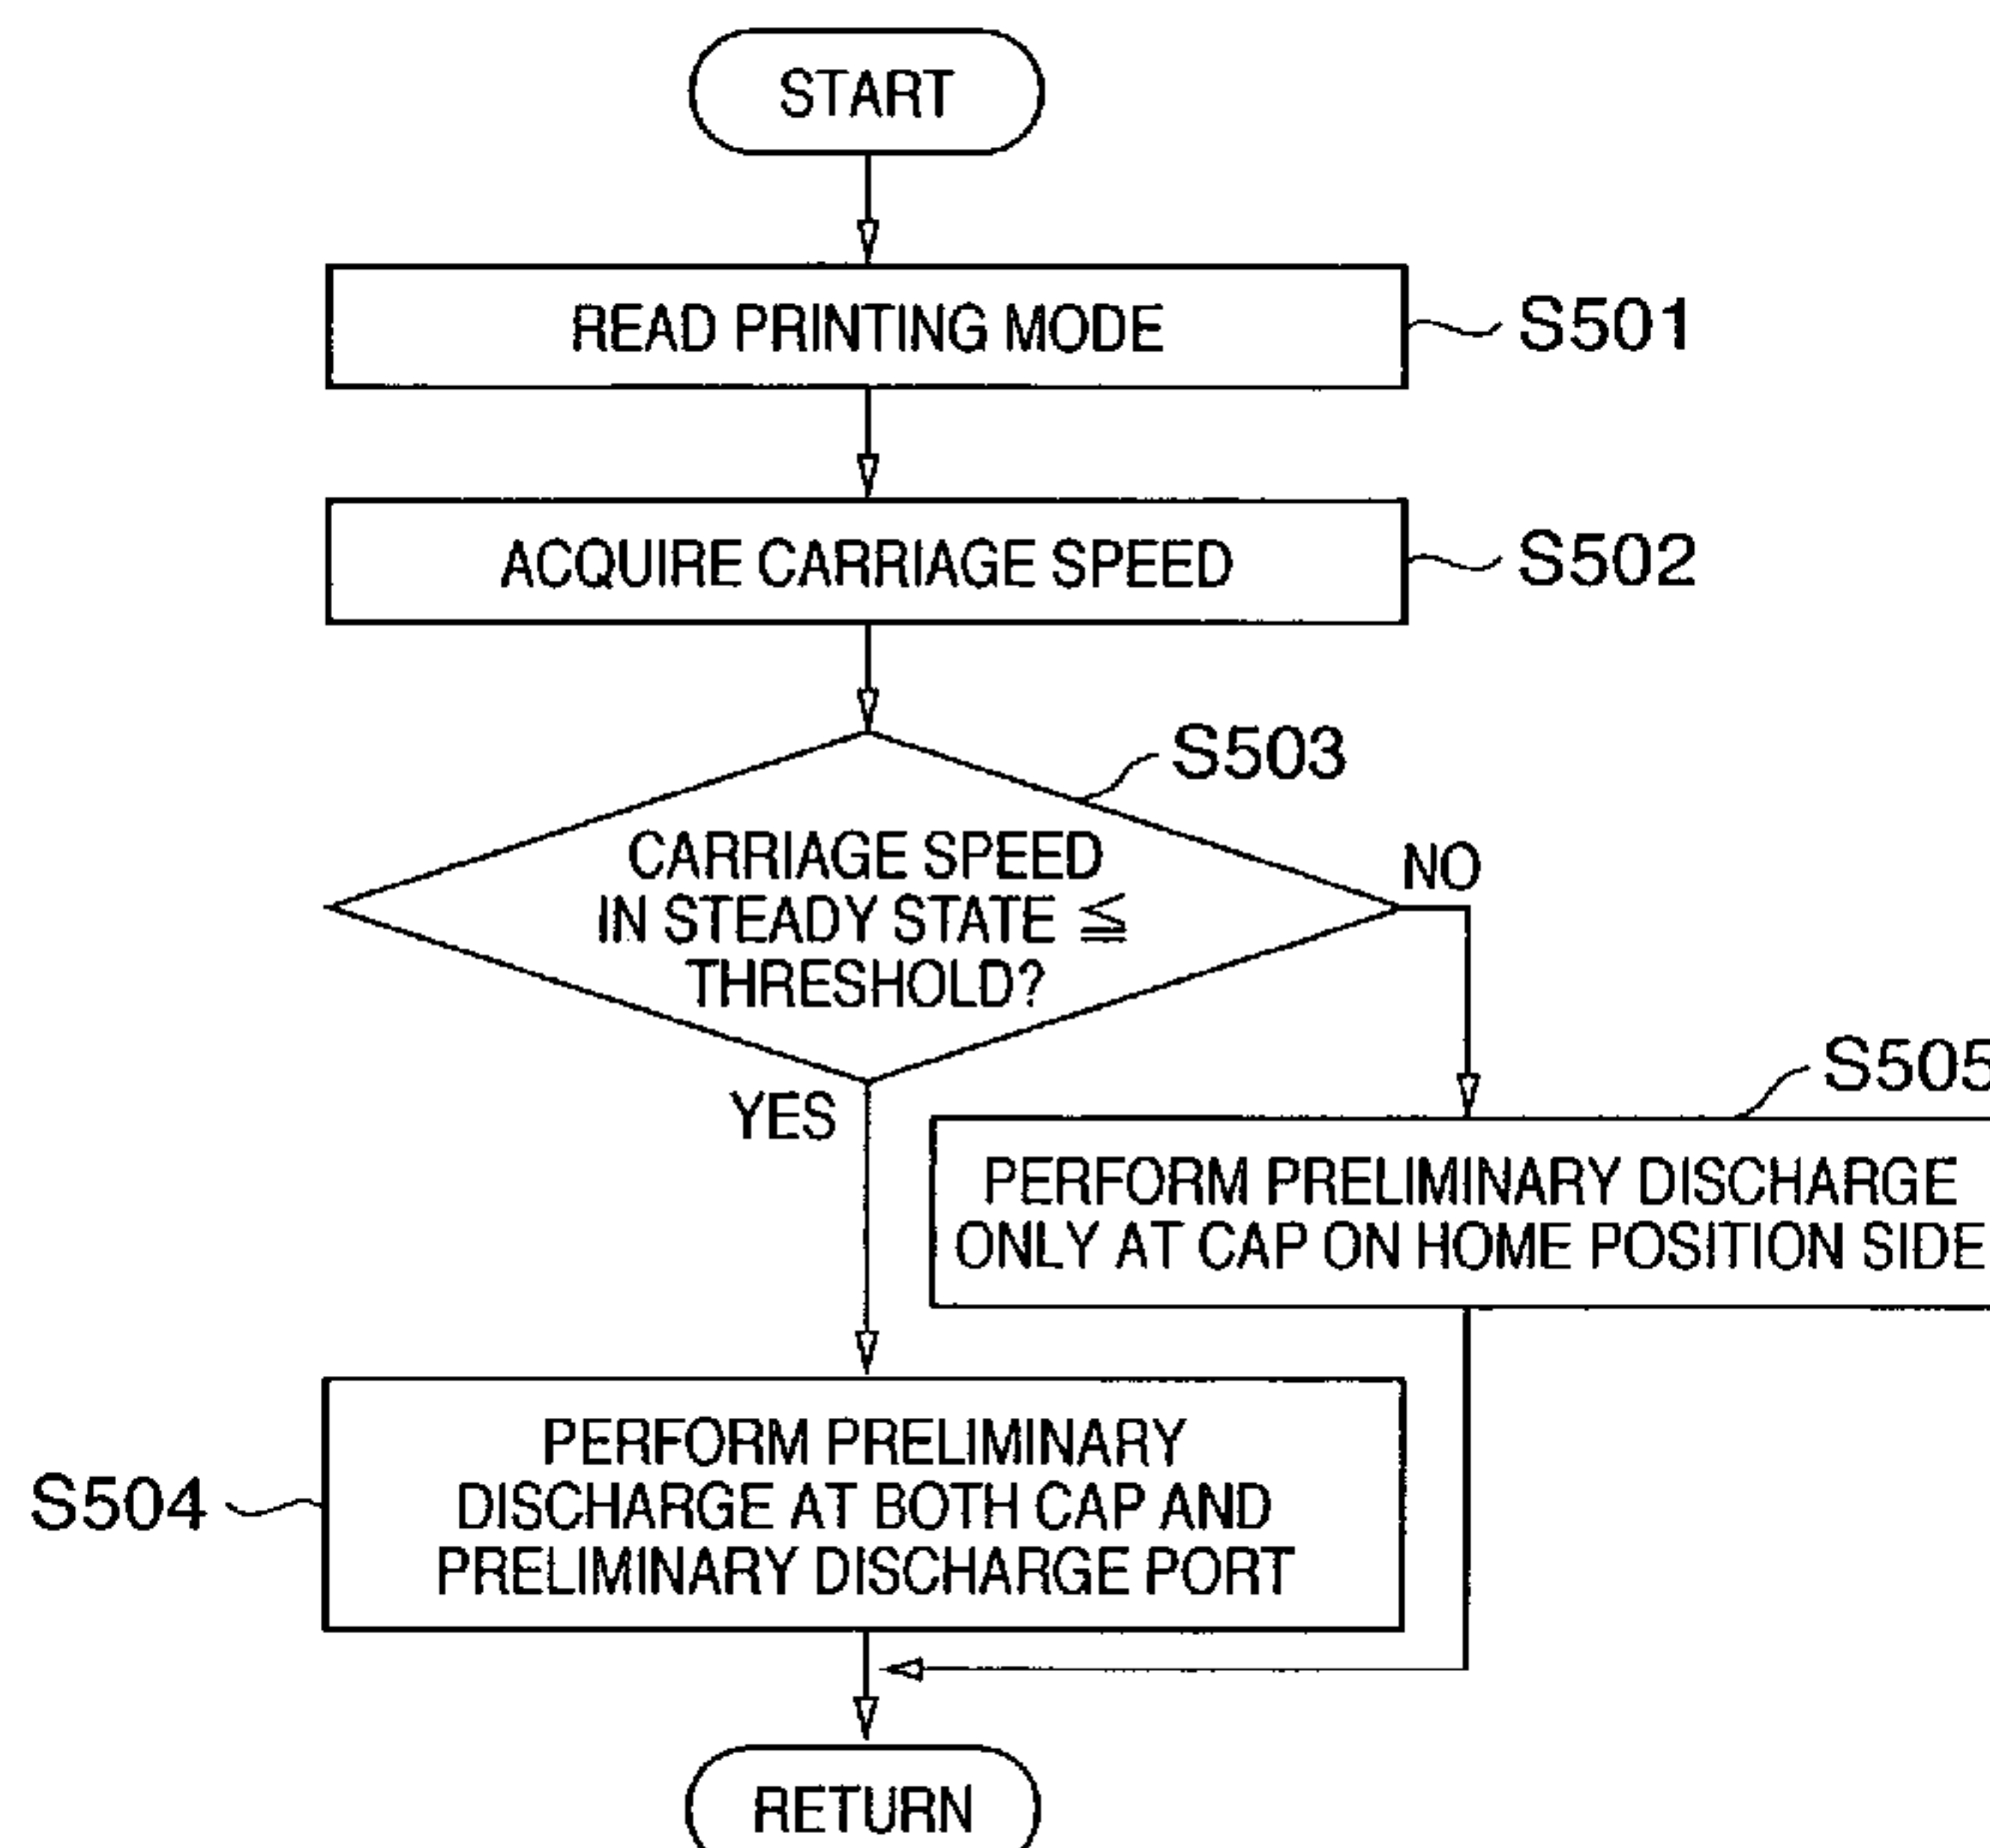 START
READ PRINTING MODE
S501
ACQUIRE CARRIAGE SPEED
S502
S503
CARRIAGE SPEED
IN STEADY STATE ≦
THRESHOLD?
NO
YES
S505
PERFORM PRELIMINARY DISCHARGE
ONLY AT CAP ON HOME POSITION SIDE
S504
PERFORM PRELIMINARY
DISCHARGE AT BOTH CAP AND
PRELIMINARY DISCHARGE PORT
RETURN